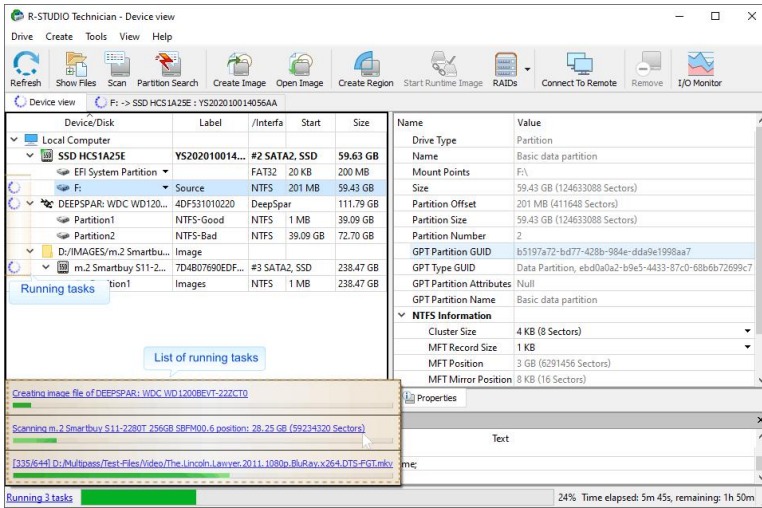 R-STUDIO Technician - Device view
Drive Create Tools View Help
Refresh Show Files Scan Partition Search Create Image Open Image Create Region Start Runtime Image RAIDs Connect To Remote Remove I/O Monitor
Device view F: -> SSD HCS1A25E : YS202010014056AA
Device/Disk Label /Interfa Start Size
Local Computer
SSD HCS1A25E YS202010014... #2 SATA2, SSD 59.63 GB
EFI System Partition FAT32 20 KB 200 MB
F: Source NTFS 201 MB 59.43 GB
DEEPSPAR: WDC WD120... 4DF531010220 DeepSpar 111.79 GB
Partition1 NTFS-Good NTFS 1 MB 39.09 GB
Partition2 NTFS-Bad NTFS 39.09 GB 72.70 GB
D:/IMAGES/m.2 Smartbu... Image
m.2 Smartbuy S11-2... 7D4B07690EDF... #3 SATA2, SSD 238.47 GB
Images NTFS 1 MB 238.47 GB
Running tasks
List of running tasks
Creating image file of DEEPSPAR: WDC WD1200BEVT-22ZCT0
Scanning m.2 Smartbuy S11-2280T 256GB SBFM00.6 position: 28.25 GB (59234320 Sectors)
[335/644] D:/Multipass/Test-Files/Video/The.Lincoln.Lawyer.2011.1080p.BluRay.x264.DTS-FGT.mkv
Name Value
Drive Type Partition
Name Basic data partition
Mount Points F:\
Size 59.43 GB (124633088 Sectors)
Partition Offset 201 MB (411648 Sectors)
Partition Size 59.43 GB (124633088 Sectors)
Partition Number 2
GPT Partition GUID b5197a72-bd77-428b-984e-dda9e1998aa7
GPT Type GUID Data Partition, ebd0a0a2-b9e5-4433-87c0-68b6b72699c7
GPT Partition Attributes Null
GPT Partition Name Basic data partition
NTFS Information
Cluster Size 4 KB (8 Sectors)
MFT Record Size 1 KB
MFT Position 3 GB (6291456 Sectors)
MFT Mirror Position 8 KB (16 Sectors)
Properties
Text
me;
Running 3 tasks 24% Time elapsed: 5m 45s, remaining: 1h 50m